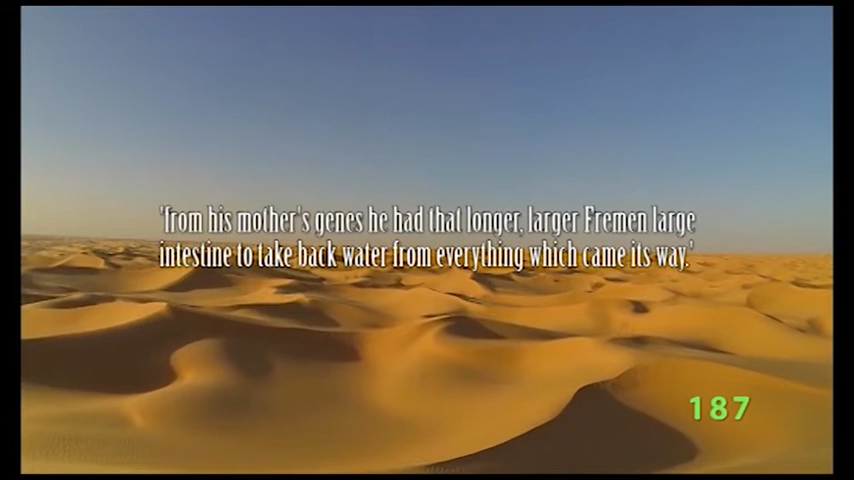 'from his mother's genes he had that longer, larger Fremen large
intestine to take back water from everything which came its way.'
187